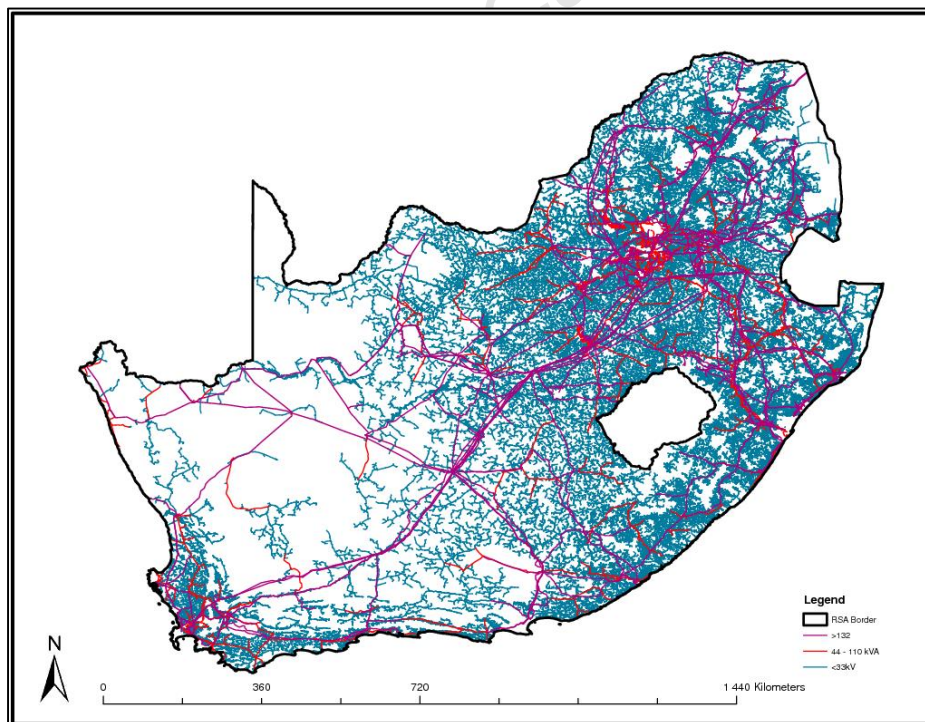 Legend
RSA Border
>132
44 - 110 kVA
<33kV
N
0 360 720 1 440 Kilometers